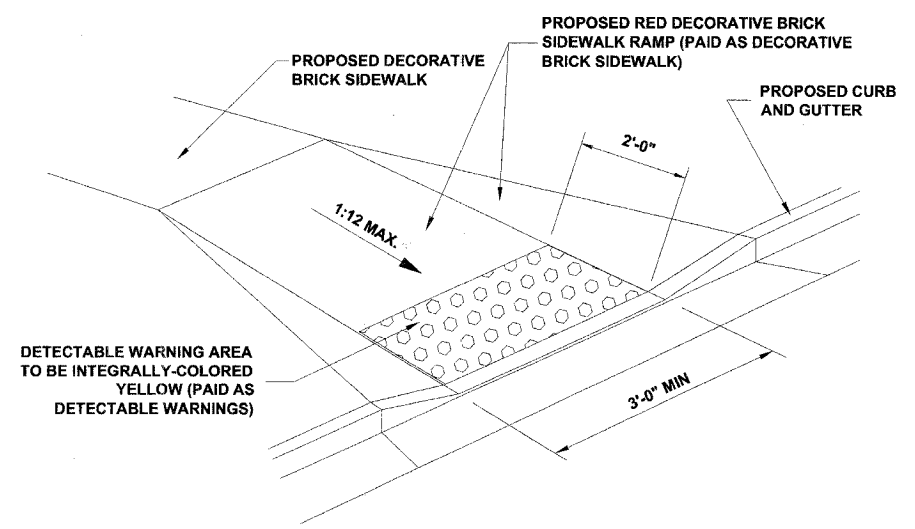 PROPOSED RED DECORATIVE BRICK
SIDEWALK RAMP (PAID AS DECORATIVE
BRICK SIDEWALK)
PROPOSED DECORATIVE
BRICK SIDEWALK
PROPOSED CURB
AND GUTTER
2'-0"
1:12 MAX.
DETECTABLE WARNING AREA
TO BE INTEGRALLY-COLORED
YELLOW (PAID AS
DETECTABLE WARNINGS)
3'-0" MIN